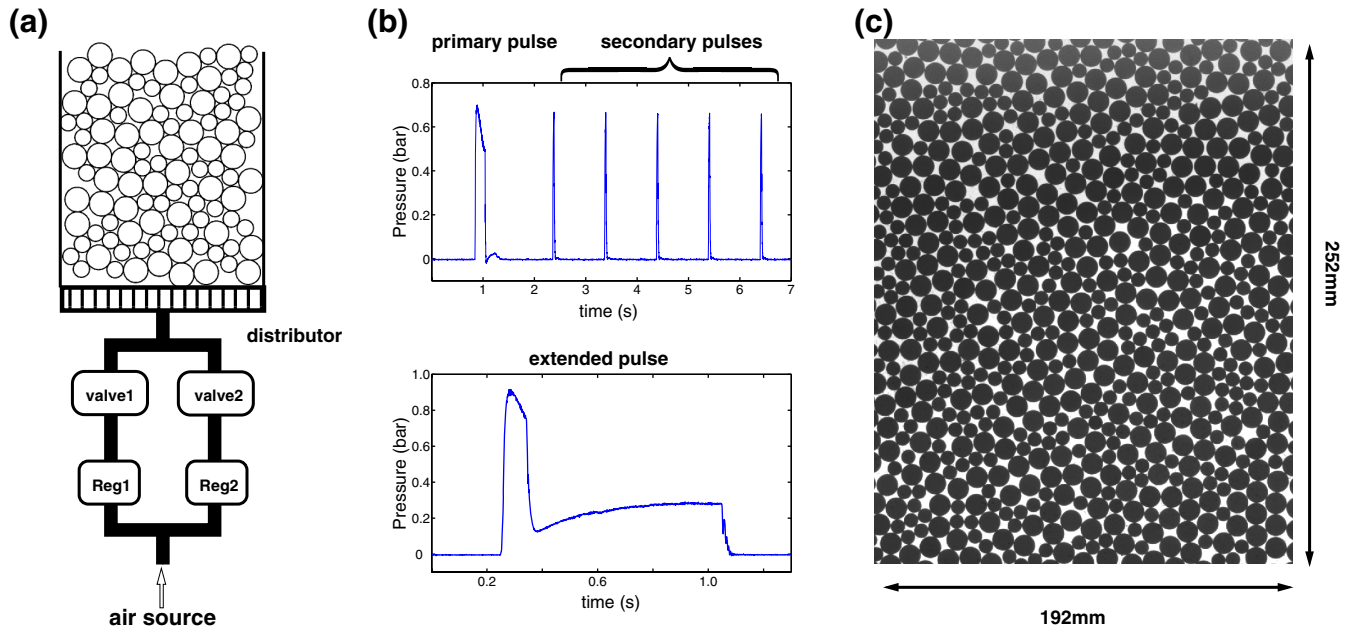 (a)
distributor
valve1
valve2
Reg1
Reg2
air source
(b)
primary pulse
secondary pulses
0.8
0.6
0.4
0.2
0
Pressure (bar)
1
2
3
4
5
6
7
time (s)
extended pulse
1.0
0.8
0.6
0.4
0.2
0
Pressure (bar)
0.2
0.6
1.0
time (s)
(c)
252mm
192mm